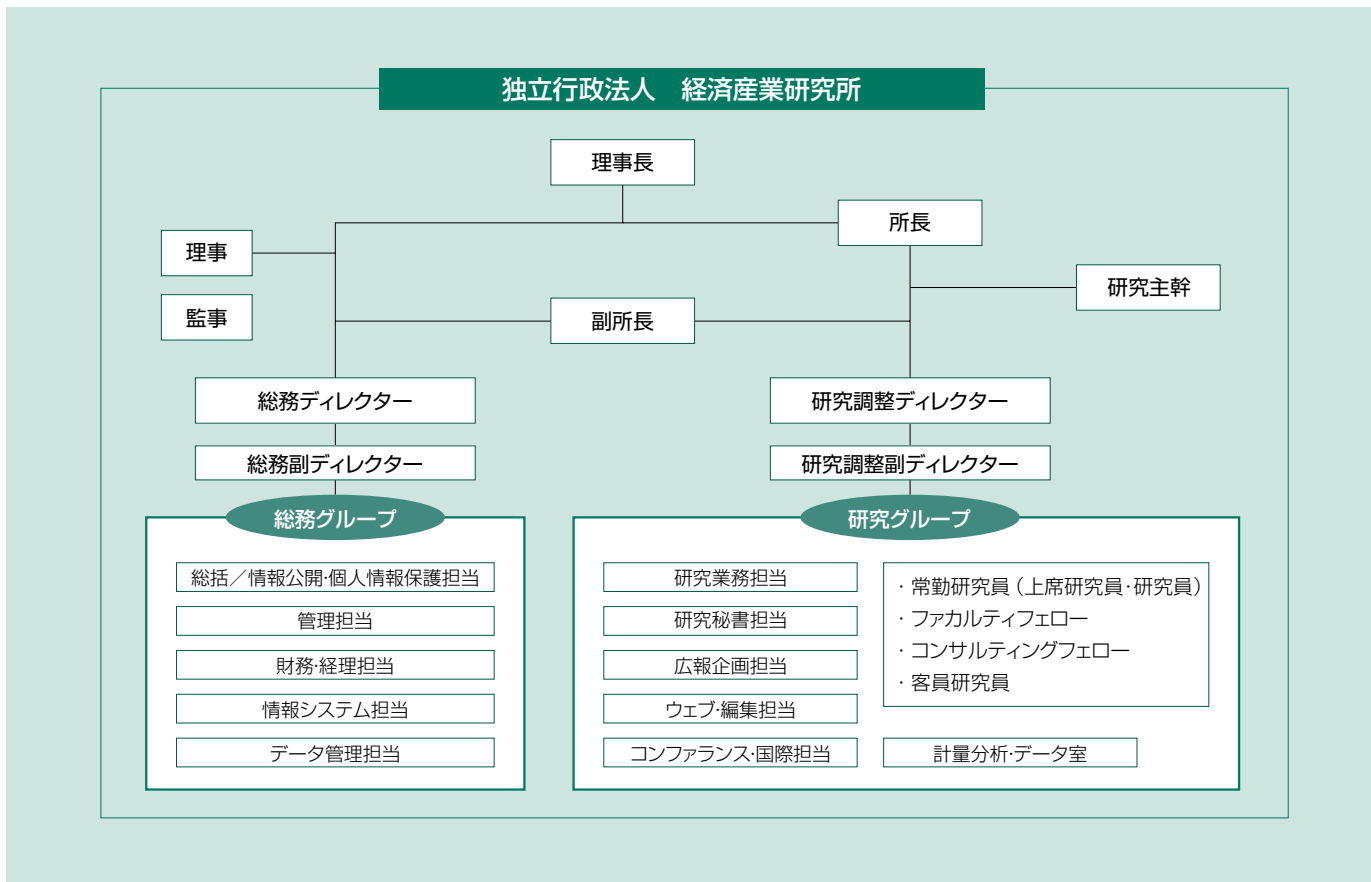 独立行政法人　経済産業研究所
理事長
所長
理事
研究主幹
監事
副所長
総務ディレクター
研究調整ディレクター
総務副ディレクター
研究調整副ディレクター
総務グループ
総括／情報公開・個人情報保護担当
管理担当
財務・経理担当
情報システム担当
データ管理担当
研究グループ
研究業務担当
研究秘書担当
広報企画担当
ウェブ・編集担当
コンファランス・国際担当
・常勤研究員（上席研究員・研究員）
・ファカルティフェロー
・コンサルティングフェロー
・客員研究員
計量分析・データ室